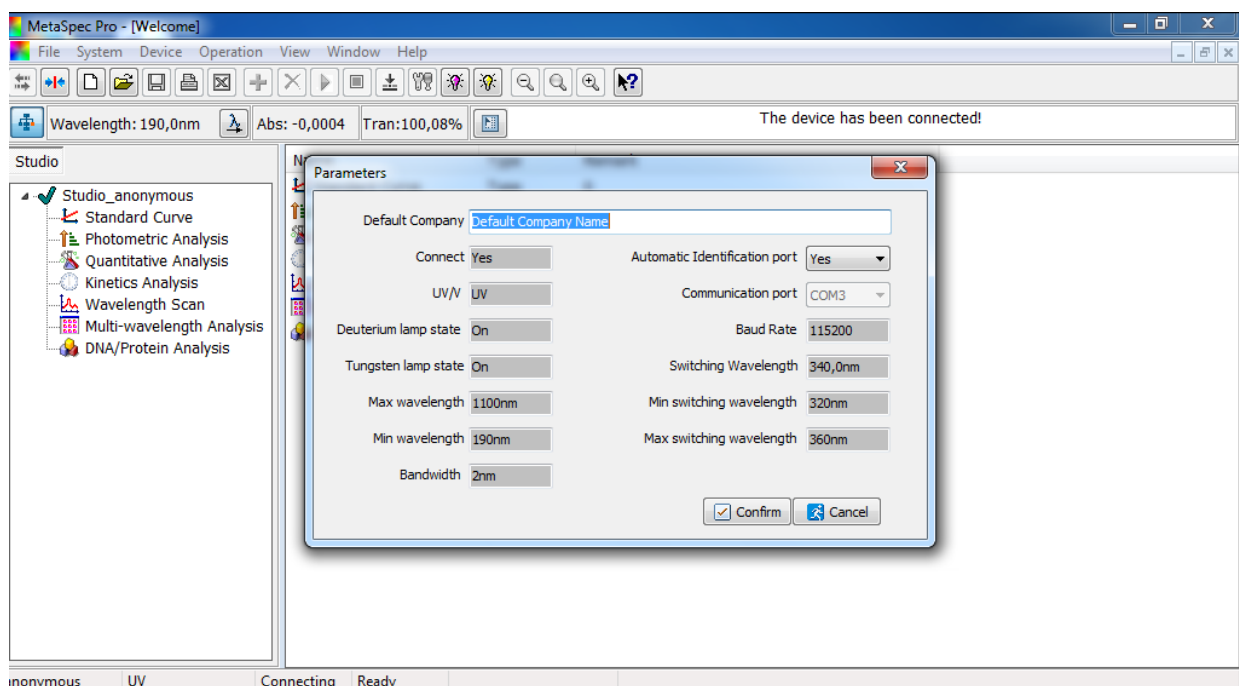 MetaSpec Pro - [Welcome]
File System Device Operation View Window Help
Wavelength: 190,0nm Abs: -0,0004 Tran:100,08% The device has been connected!
Studio
Studio_anonymous
Standard Curve
Photometric Analysis
Quantitative Analysis
Kinetics Analysis
Wavelength Scan
Multi-wavelength Analysis
DNA/Protein Analysis
Parameters
Default Company Default Company Name
Connect Yes Automatic Identification port Yes
UV/V UV Communication port COM3
Deuterium lamp state On Baud Rate 115200
Tungsten lamp state On Switching Wavelength 340,0nm
Max wavelength 1100nm Min switching wavelength 320nm
Min wavelength 190nm Max switching wavelength 360nm
Bandwidth 2nm
Confirm Cancel
UV Connecting Ready